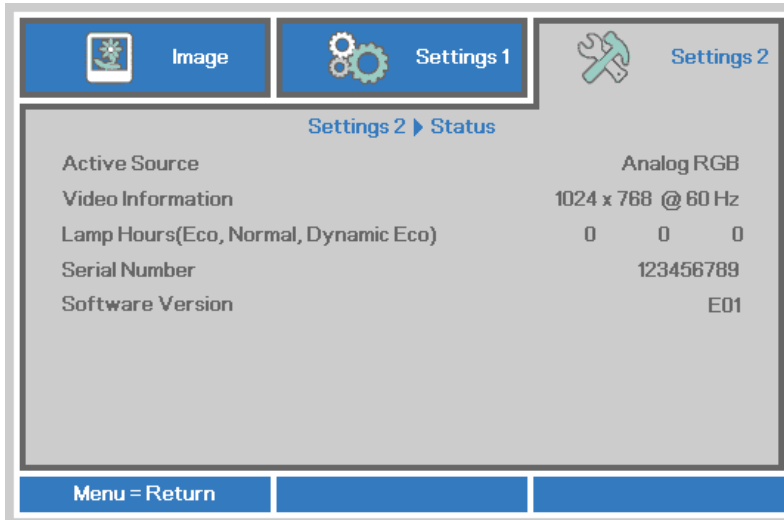 Image
Settings 1
Settings 2
Settings 2 Status
Active Source Analog RGB
Video Information 1024 x 768 @ 60 Hz
Lamp Hours(Eco, Normal, Dynamic Eco) 0 0 0
Serial Number 123456789
Software Version E01
Menu = Return